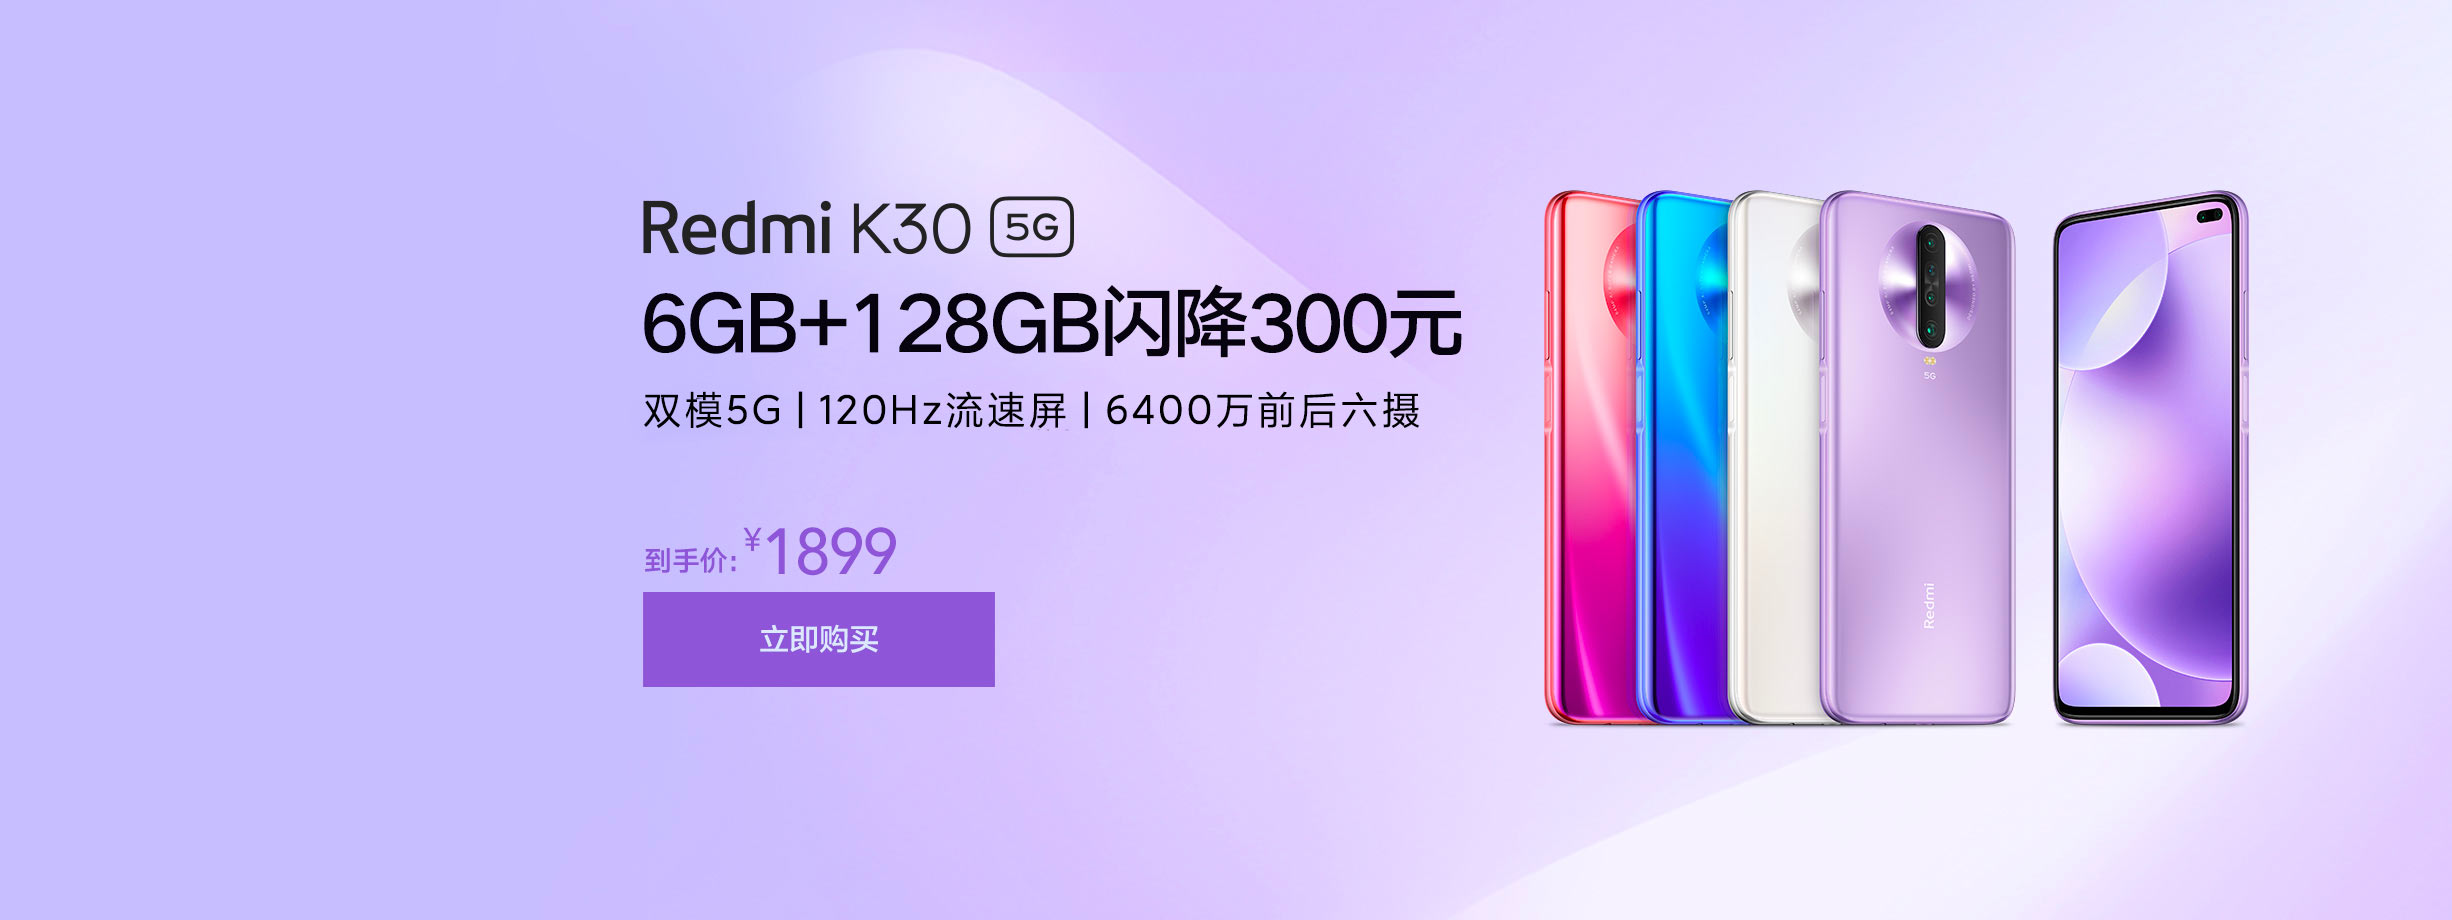 Redmi K30 5G
6GB+128GB闪降300元
双模5G | 120Hz流速屏 | 6400万前后六摄
到手价: ¥1899
立即购买
5G
Redmi